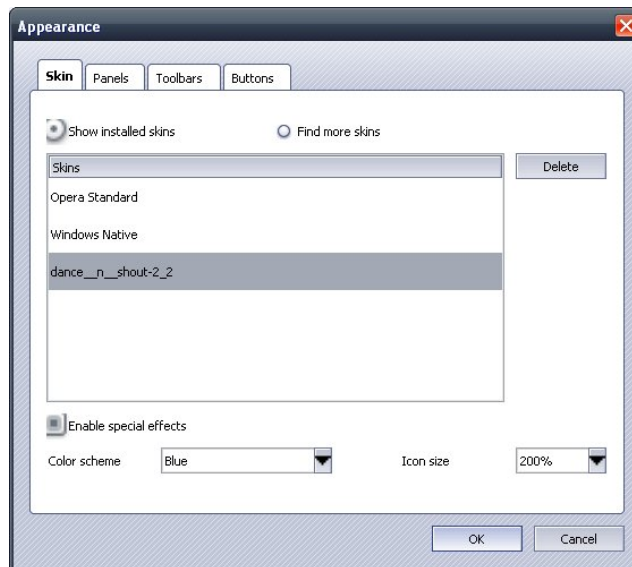 Appearance
Skin Panels Toolbars Buttons
Show installed skins Find more skins
Skins Delete
Opera Standard
Windows Native
dance__n__shout-2_2
Enable special effects
Color scheme Blue Icon size 200%
OK Cancel